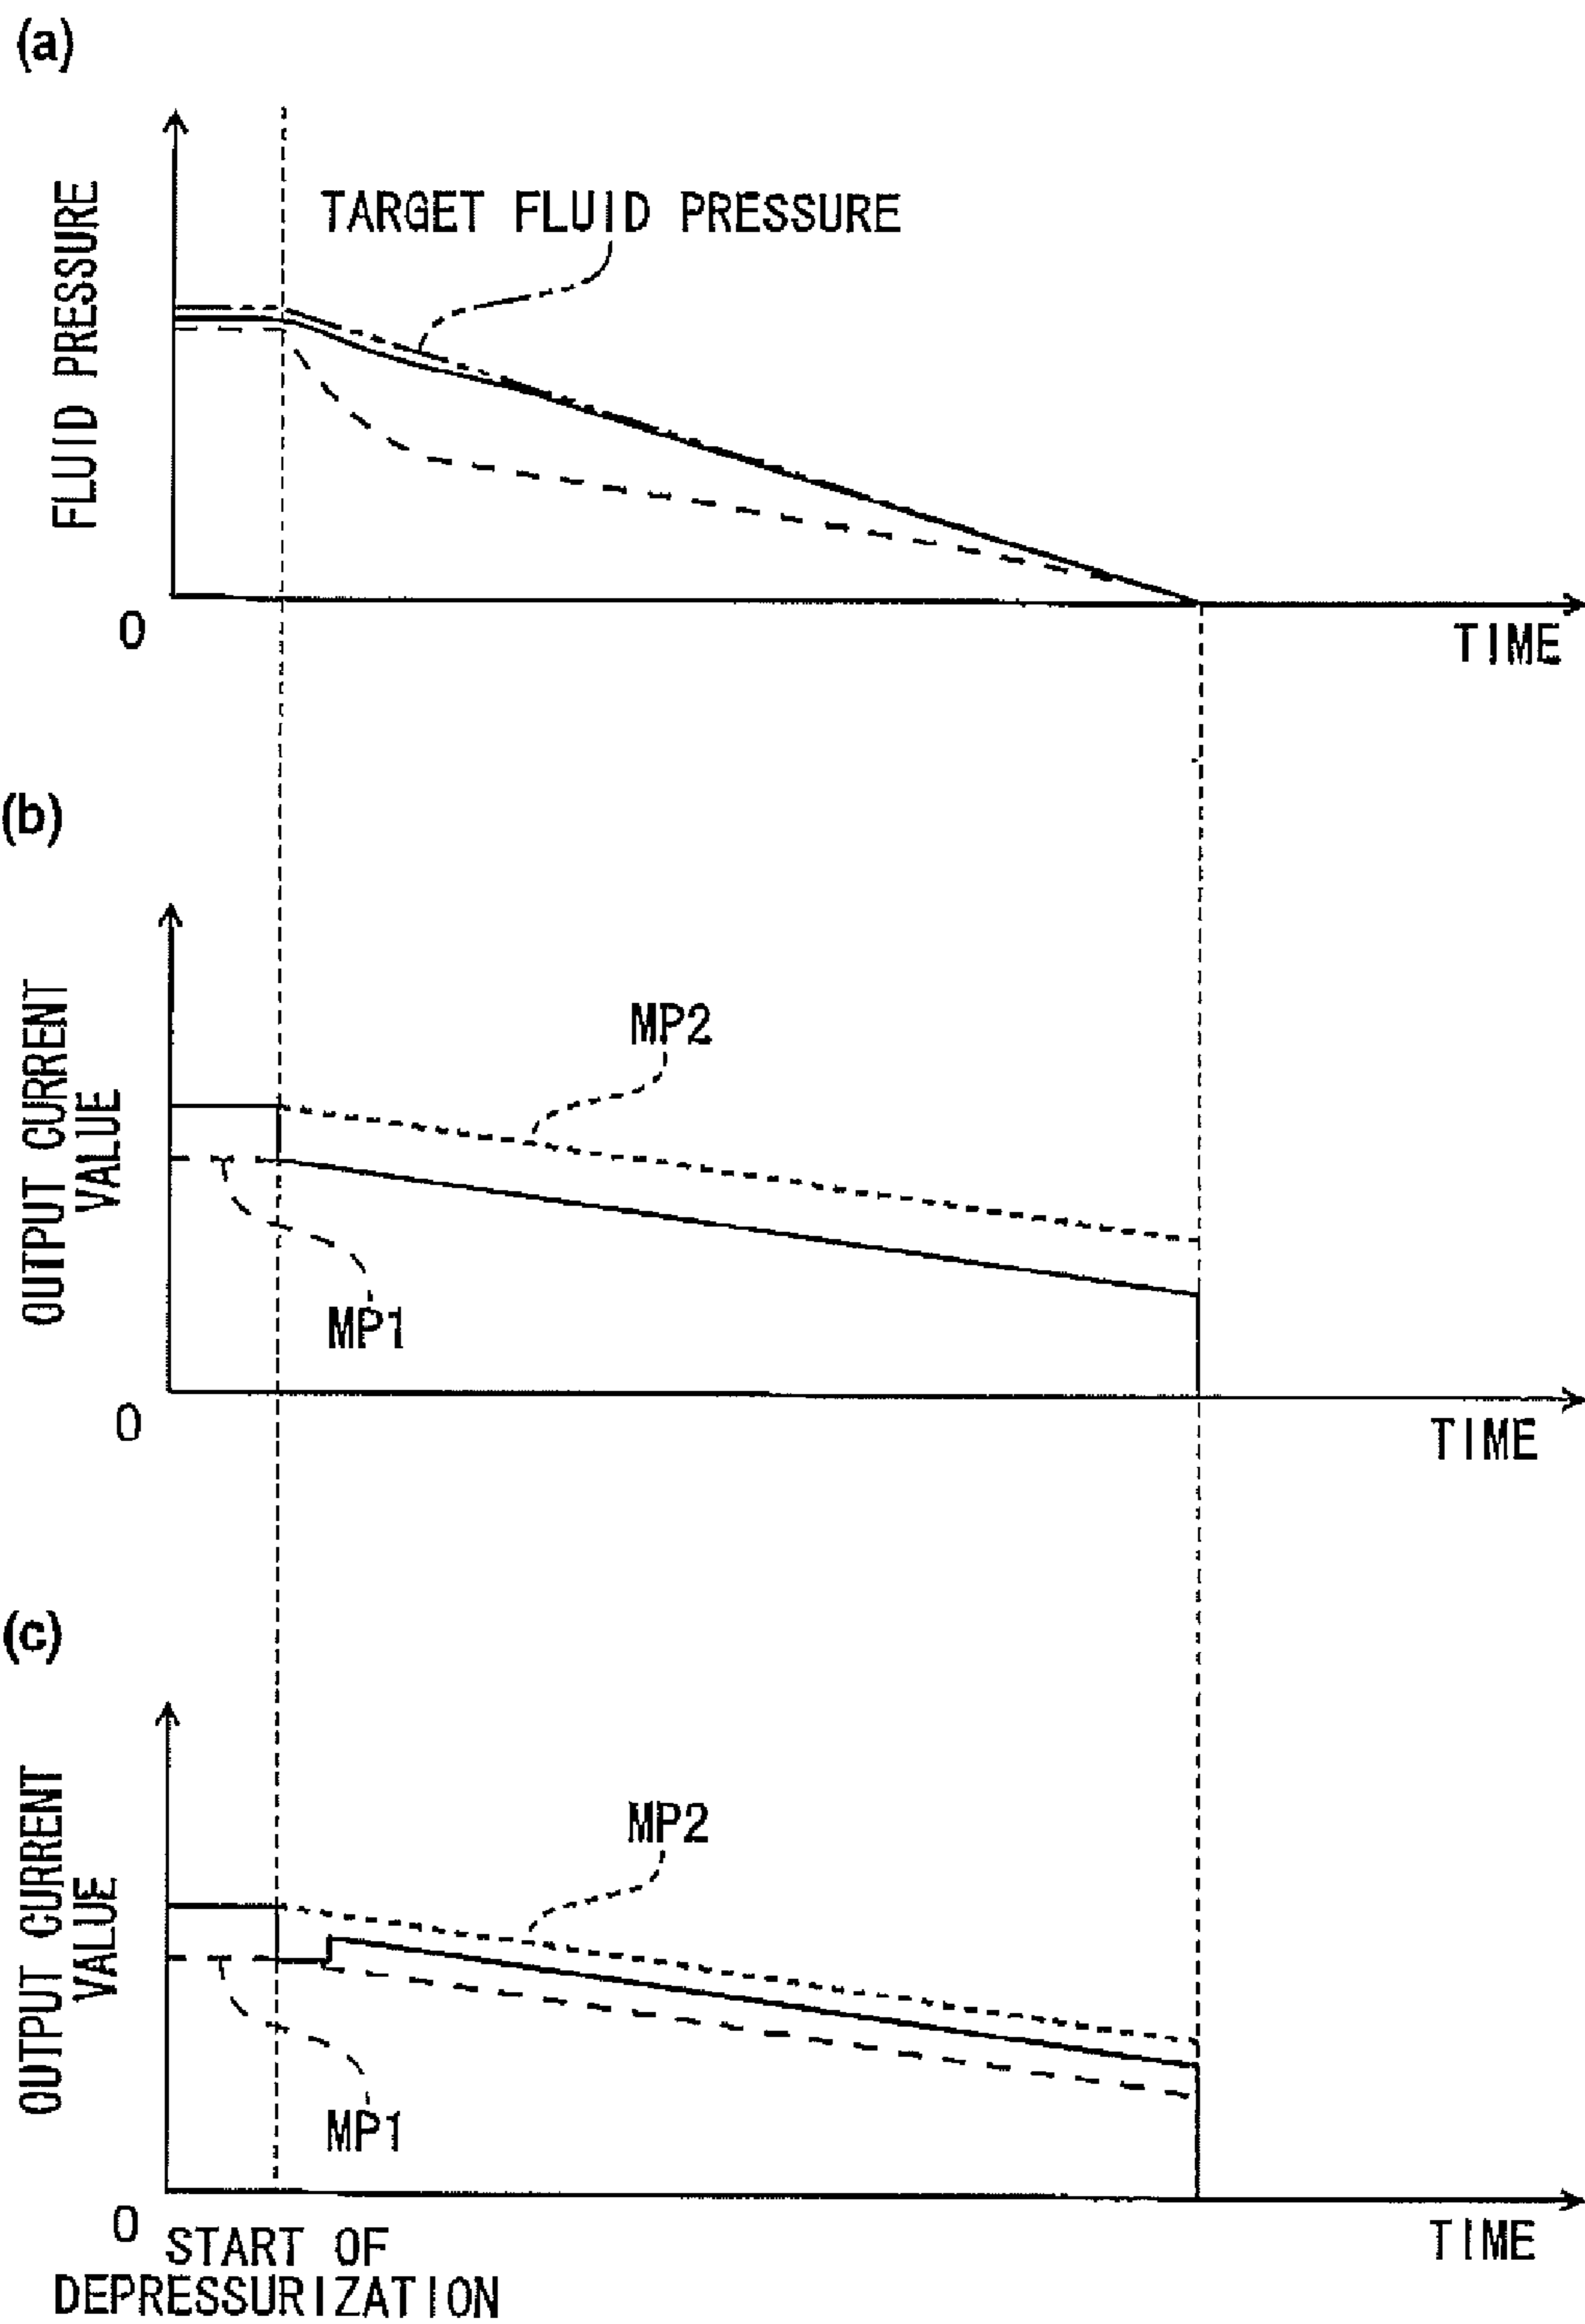 (a)
FLUID PRESSURE
TARGET FLUID PRESSURE
0
TIME
(b)
OUTPUT CURRENT
VALUE
MP2
MP1
0
TIME
(c)
OUTPUT CURRENT
VALUE
MP2
MP1
0
TIME
START OF
DEPRESSURIZATION